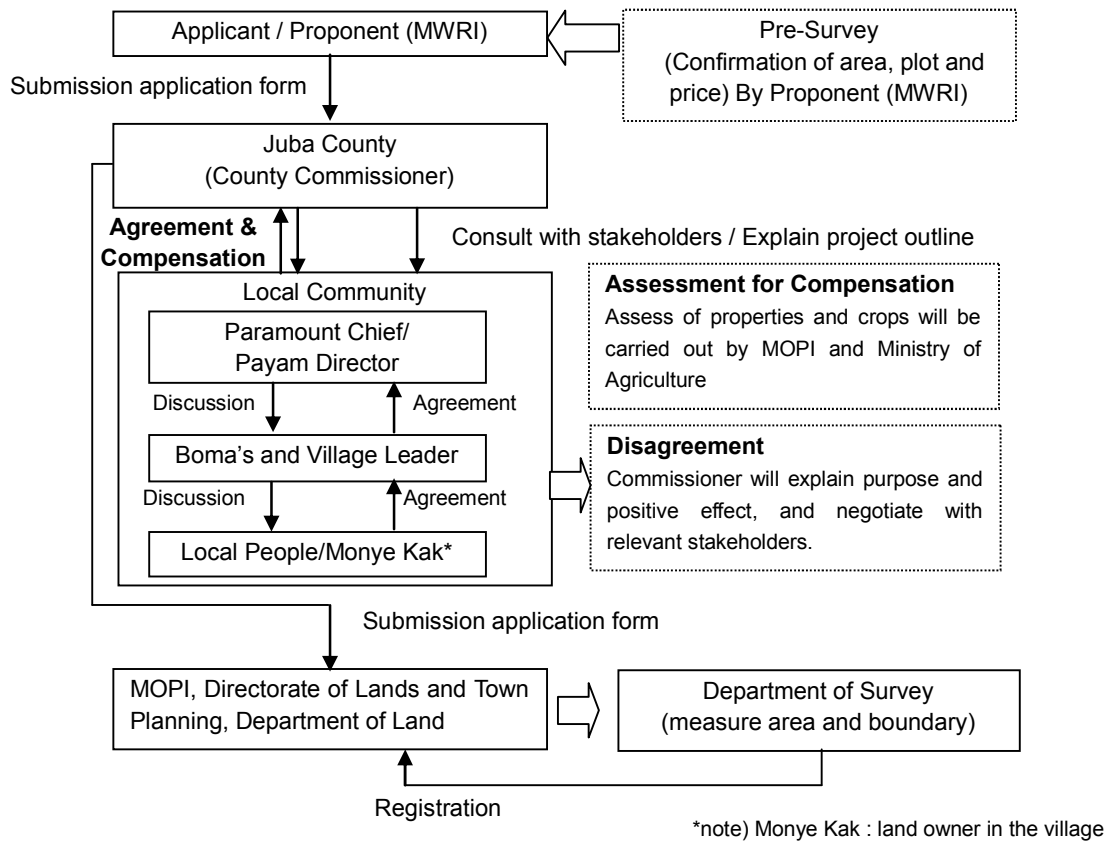 Applicant / Proponent (MWRI)
Pre-Survey
(Confirmation of area, plot and
price) By Proponent (MWRI)
Submission application form
Juba County
(County Commissioner)
Agreement &
Compensation
Consult with stakeholders / Explain project outline
Local Community
Paramount Chief/
Payam Director
Discussion
Agreement
Boma's and Village Leader
Discussion
Agreement
Local People/Monye Kak*
Assessment for Compensation
Assess of properties and crops will be
carried out by MOPI and Ministry of
Agriculture
Disagreement
Commissioner will explain purpose and
positive effect, and negotiate with
relevant stakeholders.
Submission application form
MOPI, Directorate of Lands and Town
Planning, Department of Land
Department of Survey
(measure area and boundary)
Registration
*note) Monye Kak : land owner in the village